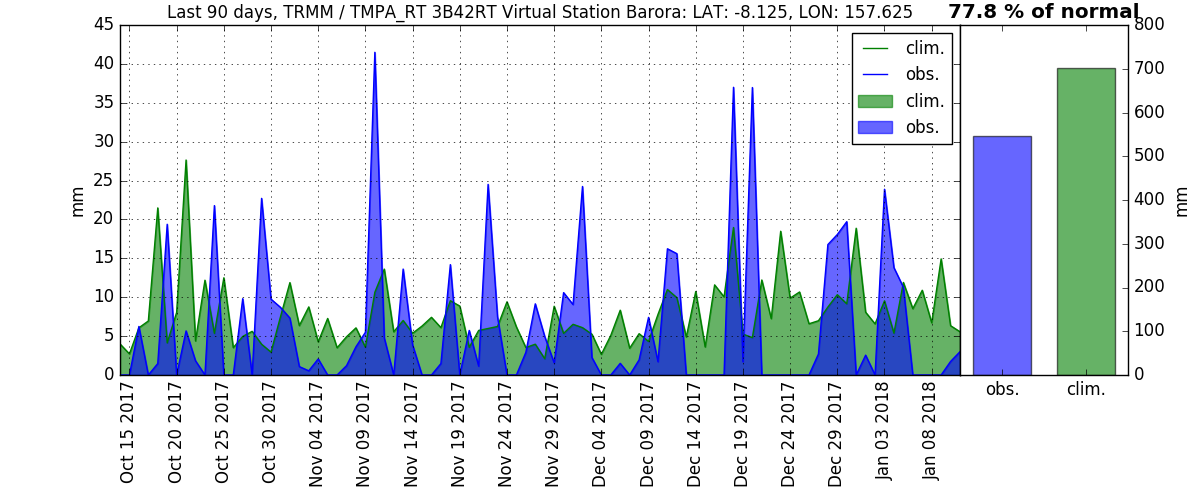 Last 90 days, TRMM / TMPA_RT 3B42RT Virtual Station Barora: LAT: -8.125, LON: 157.625
77.8 % of normal
mm
45
40
35
30
25
20
15
10
5
0
clim.
obs.
clim.
obs.
Oct 15 2017
Oct 20 2017
Oct 25 2017
Oct 30 2017
Nov 04 2017
Nov 09 2017
Nov 14 2017
Nov 19 2017
Nov 24 2017
Nov 29 2017
Dec 04 2017
Dec 09 2017
Dec 14 2017
Dec 19 2017
Dec 24 2017
Dec 29 2017
Jan 03 2018
Jan 08 2018
800
700
600
500
400
300
200
100
0
mm
obs.
clim.